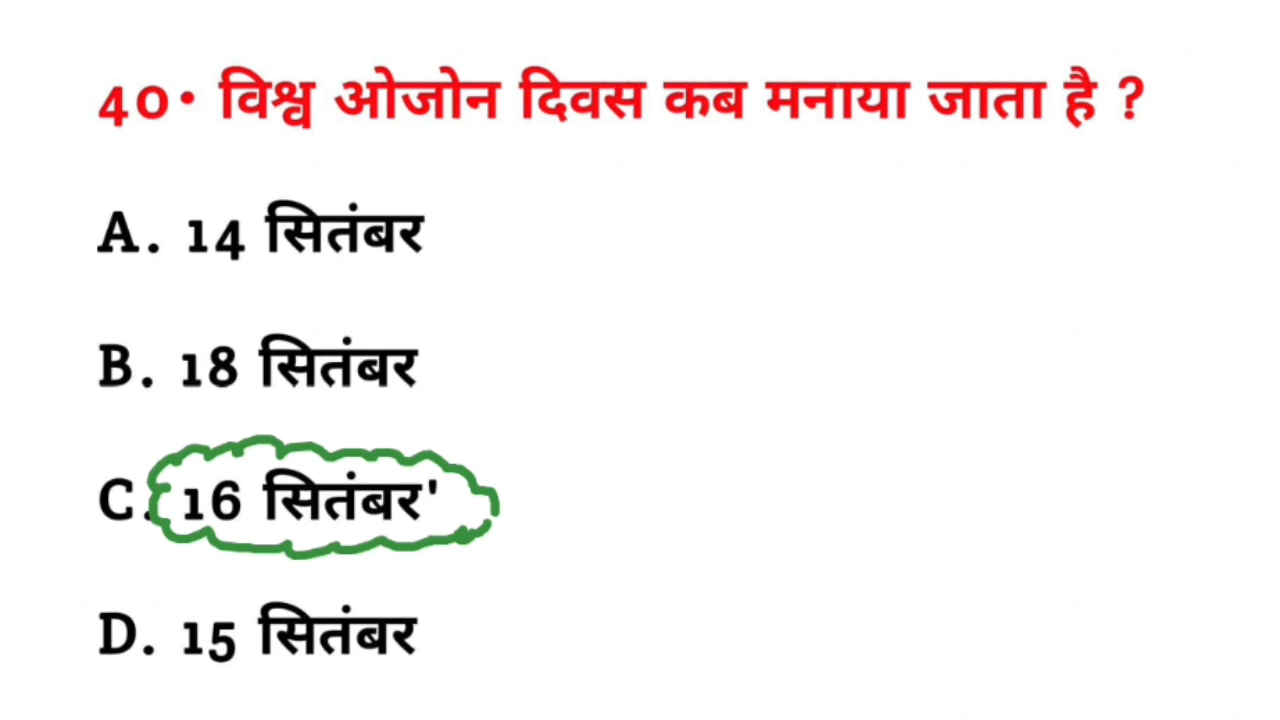 40• विश्व ओजोन दिवस कब मनाया जाता है ?
A. 14 सितंबर
B. 18 सितंबर
C. 16 सितंबर'
D. 15 सितंबर